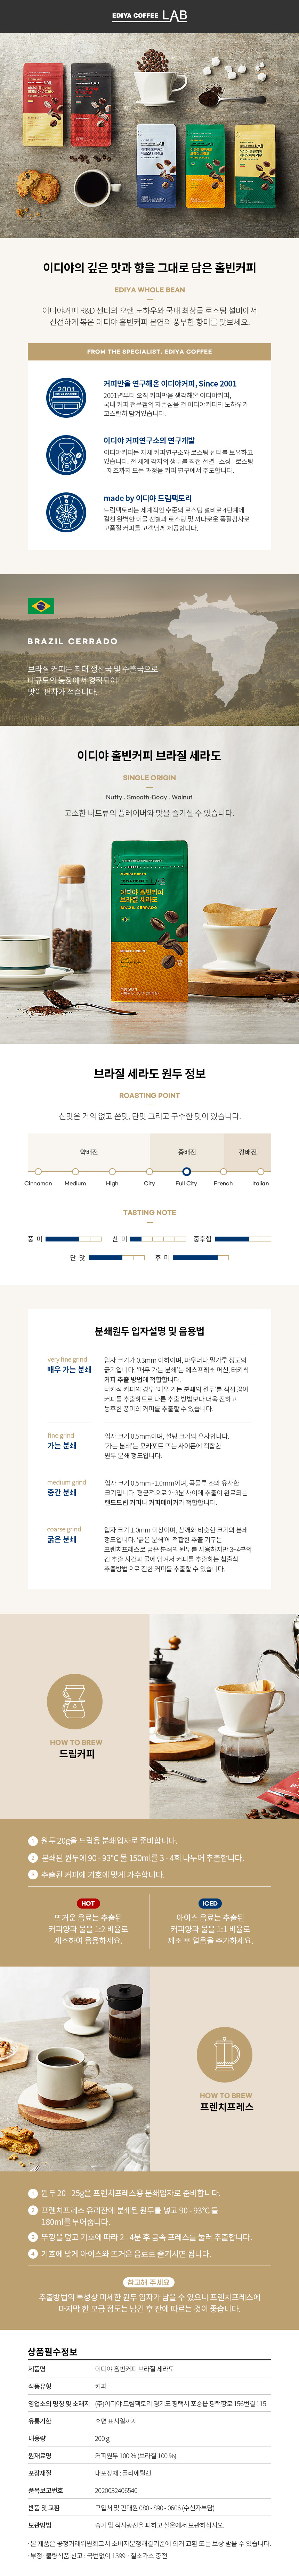 EDIYA COFFEE LAB
이디야의 깊은 맛과 향을 그대로 담은 홀빈커피
EDIYA WHOLE BEAN
이디야커피 R&D 센터의 오랜 노하우와 국내 최상급 로스팅 설비에서
신선하게 볶은 이디야 홀빈커피 본연의 풍부한 향미를 맛보세요.
FROM THE SPECIALIST, EDIYA COFFEE
2001
커피만을 연구해온 이디야커피, Since 2001
2001년부터 오직 커피만을 생각해온 이디야커피,
국내 커피 전문점의 자존심을 건 이디야커피의 노하우가
고스란히 담겨있습니다.
이디야 커피연구소의 연구개발
이디야커피는 자체 커피연구소와 로스팅 센터를 보유하고
있습니다. 전 세계 각지의 생두를 직접 선별 - 소싱 - 로스팅
- 제조까지 모든 과정을 커피 연구에서 주도합니다.
made by 이디야 드림팩토리
드림팩토리는 세계적인 수준의 로스팅 설비로 4단계에
걸친 완벽한 이물 선별과 로스팅 및 까다로운 품질검사로
고품질 커피를 고객님께 제공합니다.
BRAZIL CERRADO
브라질 커피는 최대 생산국 및 수출국으로
대규모의 농장에서 경작되어
맛의 편차가 적습니다.
이디야 홀빈커피 브라질 세라도
SINGLE ORIGIN
Nutty . Smooth-Body . Walnut
고소한 너트류의 플레이버와 맛을 즐기실 수 있습니다.
WHOLE BEAN
EDIYA COFFEE LAB
이디야 홀빈커피
브라질 세라도
BRAZIL CERRADO
브라질 세라도 원두 정보
ROASTING POINT
신맛은 거의 없고 쓴맛, 단맛 그리고 구수한 맛이 있습니다.
약배전 중배전 강배전
Cinnamon Medium High City Full City French Italian
TASTING NOTE
풍 미 산 미 중후함
단 맛 후 미
분쇄원두 입자설명 및 음용법
very fine grind
매우 가는 분쇄
입자 크기가 0.3mm 이하이며, 파우더나 밀가루 정도의
굵기입니다. '매우 가는 분쇄'는 에스프레소 머신, 터키식
커피 추출 방법에 적합합니다.
터키식 커피의 경우 '매우 가는 분쇄의 원두'를 직접 끓여
커피를 추출하므로 다른 추출 방법보다 더욱 진하고
농후한 풍미의 커피를 추출할 수 있습니다.
fine grind
가는 분쇄
입자 크기 0.5mm이며, 설탕 크기와 유사합니다.
'가는 분쇄'는 모카포트 또는 사이폰에 적합한
원두 분쇄 정도입니다.
medium grind
중간 분쇄
입자 크기 0.5mm~1.0mm이며, 곡물류 조와 유사한
크기입니다. 평균적으로 2~3분 사이에 추출이 완료되는
핸드드립 커피나 커피메이커가 적합합니다.
coarse grind
굵은 분쇄
입자 크기 1.0mm 이상이며, 참깨와 비슷한 크기의 분쇄
정도입니다. '굵은 분쇄'에 적합한 추출 기구는
프렌치프레스로 굵은 분쇄의 원두를 사용하지만 3~4분의
긴 추출 시간과 물에 담겨서 커피를 추출하는 침출식
추출방법으로 진한 커피를 추출할 수 있습니다.
HOW TO BREW
드립커피
1 원두 20g을 드립용 분쇄입자로 준비합니다.
2 분쇄된 원두에 90 - 93℃ 물 150ml를 3 - 4회 나누어 추출합니다.
3 추출된 커피에 기호에 맞게 가수합니다.
HOT
뜨거운 음료는 추출된
커피양과 물을 1:2 비율로
제조하여 음용하세요.
ICED
아이스 음료는 추출된
커피양과 물을 1:1 비율로
제조 후 얼음을 추가하세요.
HOW TO BREW
프렌치프레스
1 원두 20 - 25g을 프렌치프레스용 분쇄입자로 준비합니다.
2 프렌치프레스 유리잔에 분쇄된 원두를 넣고 90 - 93℃ 물
180ml를 부어줍니다.
3 뚜껑을 덮고 기호에 따라 2 - 4분 후 금속 프레스를 눌러 추출합니다.
4 기호에 맞게 아이스와 뜨거운 음료로 즐기시면 됩니다.
참고해 주세요
추출방법의 특성상 미세한 원두 입자가 남을 수 있으니 프렌치프레스에
마지막 한 모금 정도는 남긴 후 잔에 따르는 것이 좋습니다.
상품필수정보
제품명 이디야 홀빈커피 브라질 세라도
식품유형 커피
영업소의 명칭 및 소재지 (주)이디야 드림팩토리 경기도 평택시 포승읍 평택항로 156번길 115
유통기한 후면 표시일까지
내용량 200 g
원재료명 커피원두 100 % (브라질 100 %)
포장재질 내포장재 : 폴리에틸렌
품목보고번호 2020032406540
반품 및 교환 구입처 및 판매원 080 - 890 - 0606 (수신자부담)
보관방법 습기 및 직사광선을 피하고 실온에서 보관하십시오.
· 본 제품은 공정거래위원회고시 소비자분쟁해결기준에 의거 교환 또는 보상 받을 수 있습니다.
· 부정·불량식품 신고 : 국번없이 1399 · 질소가스 충전